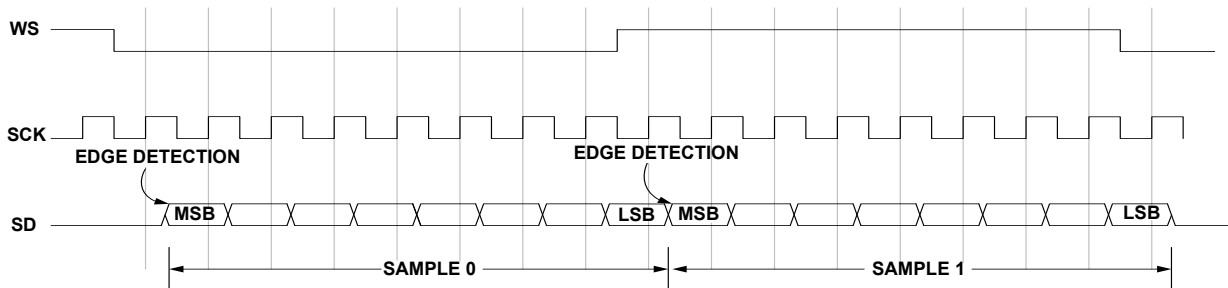 WS
SCK
EDGE DETECTION
EDGE DETECTION
SD
MSB
LSB
MSB
LSB
SAMPLE 0
SAMPLE 1